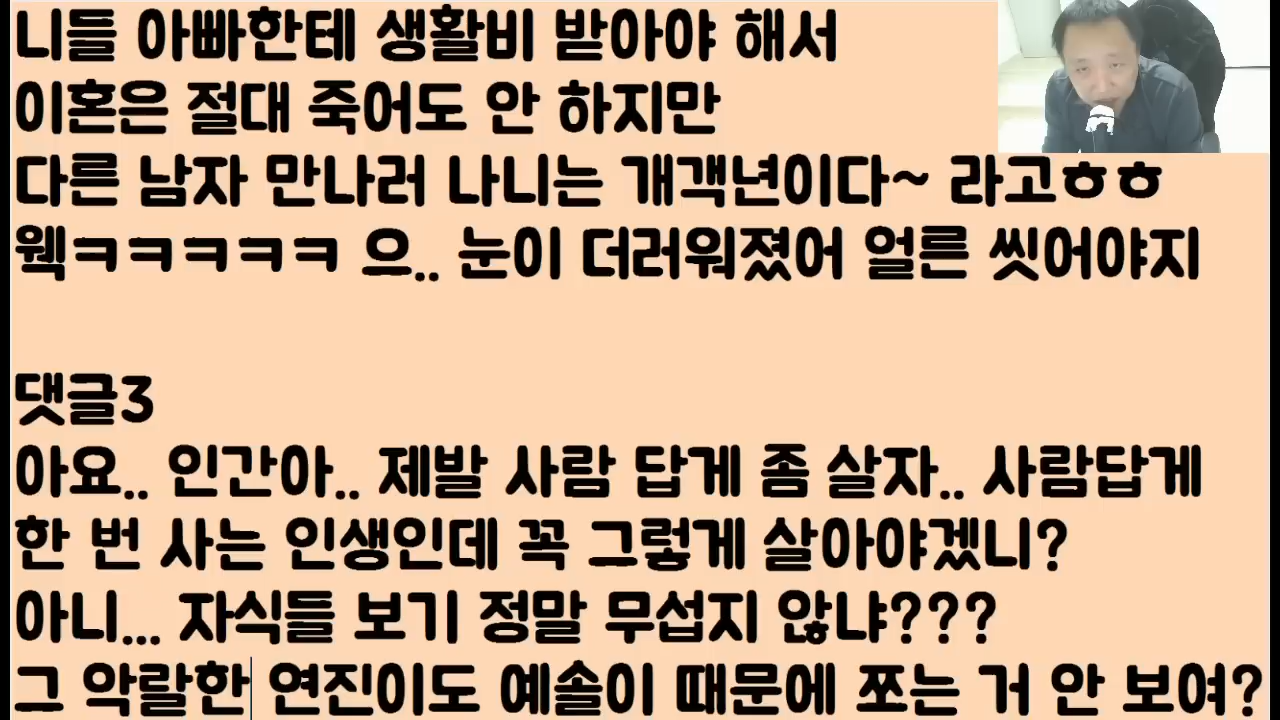 니들 아빠한테 생활비 받아야 해서
이혼은 절대 죽어도 안 하지만
다른 남자 만나러 나니는 개객년이다~ 라고ㅎㅎ
웩ㅋㅋㅋㅋㅋ 으.. 눈이 더러워졌어 얼른 씻어야지
댓글3
아요.. 인간아.. 제발 사람 답게 좀 살자.. 사람답게
한 번 사는 인생인데 꼭 그렇게 살아야겠니?
아니... 자식들 보기 정말 무섭지 않냐???
그 악랄한 연진이도 예솔이 때문에 쪼는 거 안 보여?